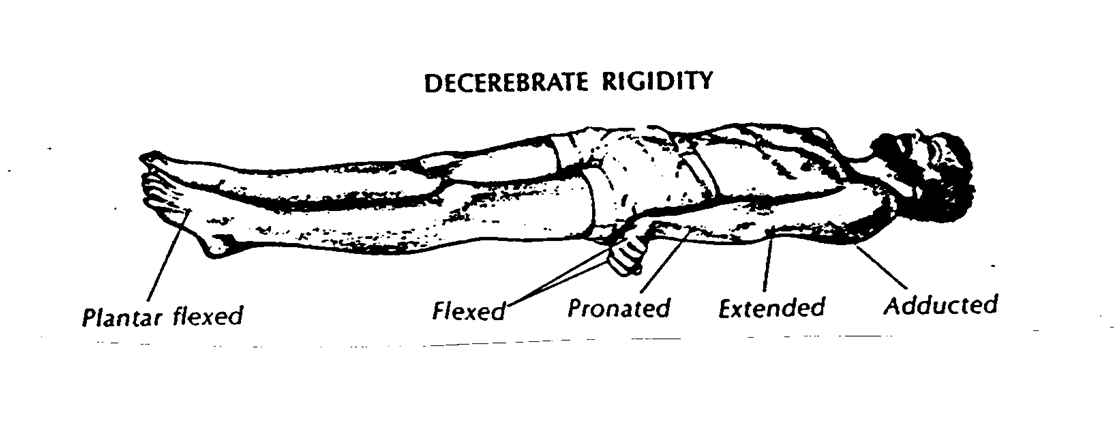 DECEREBRATE RIGIDITY
Plantar flexed
Flexed
Pronated
Extended
Adducted